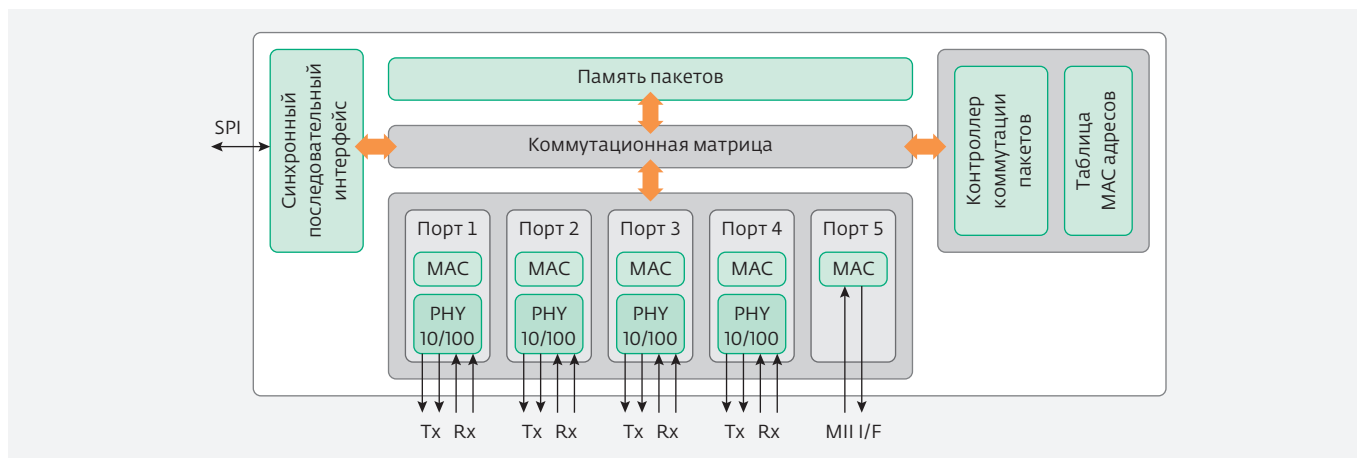 SPI
Синхронный
последовательный
интерфейс
Память пакетов
Коммутационная матрица
Контроллер
коммутации
пакетов
Таблица
MAC адресов
Порт 1
Порт 2
Порт 3
Порт 4
Порт 5
MAC
MAC
MAC
MAC
MAC
PHY
10/100
PHY
10/100
PHY
10/100
PHY
10/100
Tx Rx
Tx Rx
Tx Rx
Tx Rx
MII I/F